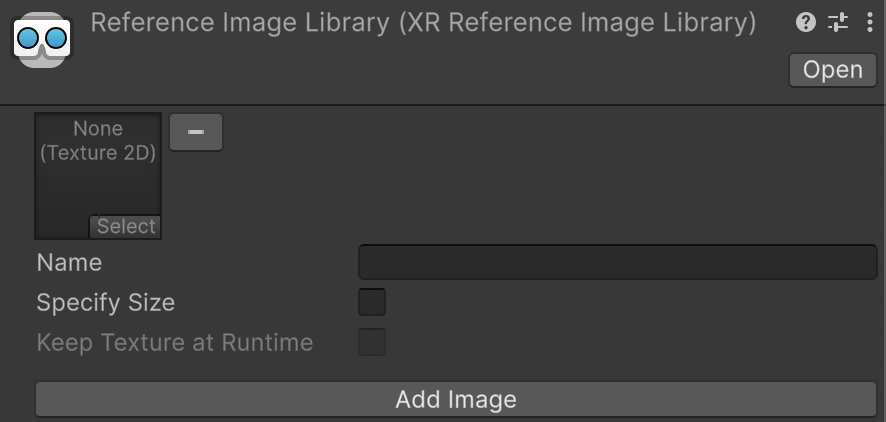 Reference Image Library (XR Reference Image Library)
Open
None
(Texture 2D)
Select
Name
Specify Size
Keep Texture at Runtime
Add Image